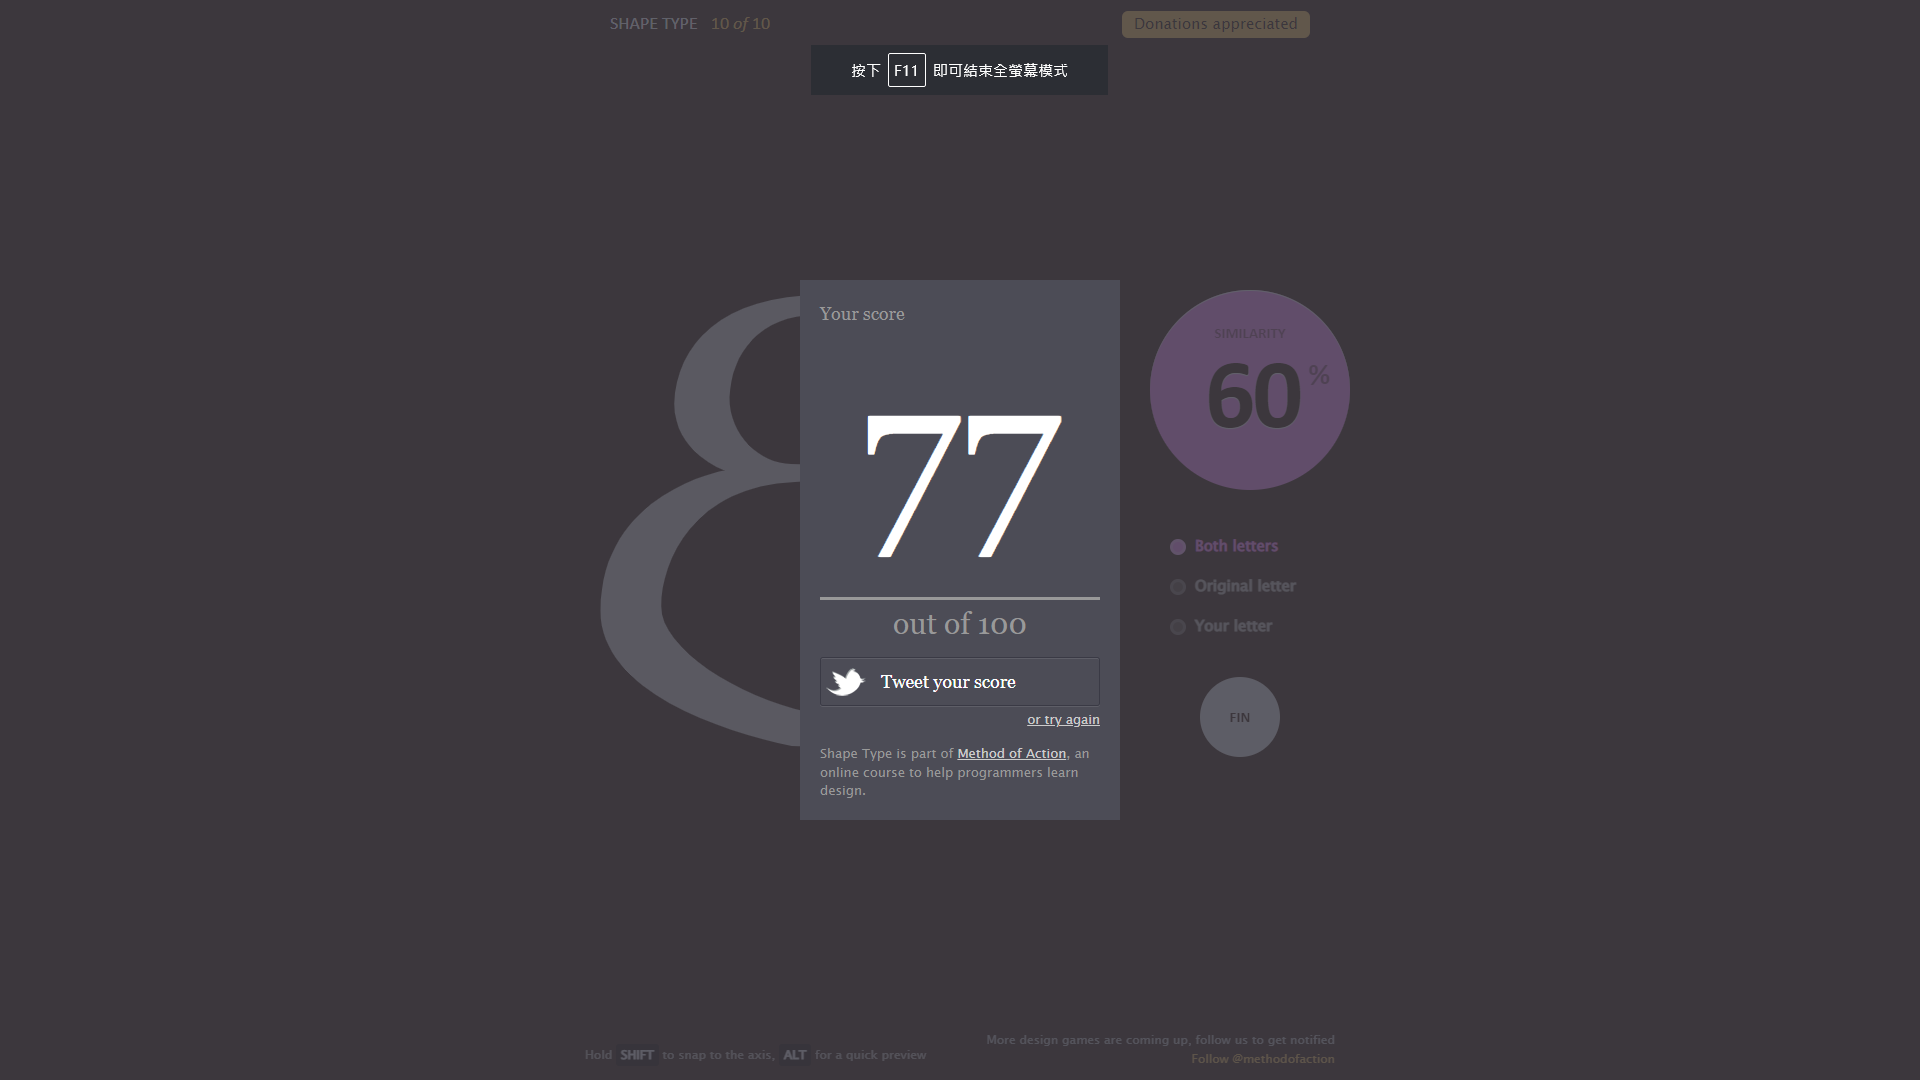 SHAPE TYPE 10 of 10
Donations appreciated
按下 F11 即可結束全螢幕模式
Your score
77
out of 100
Tweet your score
or try again
Shape Type is part of Method of Action, an
online course to help programmers learn
design.
SIMILARITY
60 %
Both letters
Original letter
Your letter
FIN
Hold SHIFT to snap to the axis, ALT for a quick preview
More design games are coming up, follow us to get notified
Follow @methodofaction